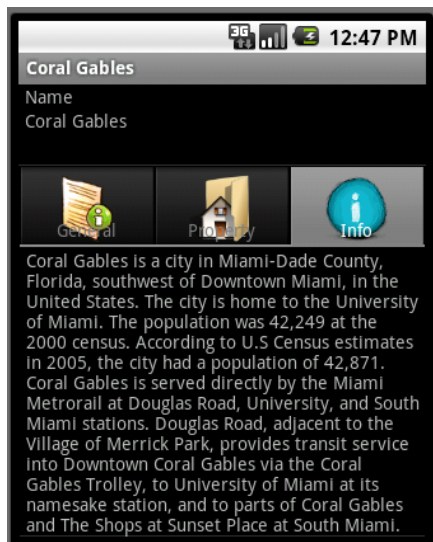 3G 12:47 PM
Coral Gables
Name
Coral Gables
General Property Info
Coral Gables is a city in Miami-Dade County,
Florida, southwest of Downtown Miami, in the
United States. The city is home to the University
of Miami. The population was 42,249 at the
2000 census. According to U.S Census estimates
in 2005, the city had a population of 42,871.
Coral Gables is served directly by the Miami
Metrorail at Douglas Road, University, and South
Miami stations. Douglas Road, adjacent to the
Village of Merrick Park, provides transit service
into Downtown Coral Gables via the Coral
Gables Trolley, to University of Miami at its
namesake station, and to parts of Coral Gables
and The Shops at Sunset Place at South Miami.